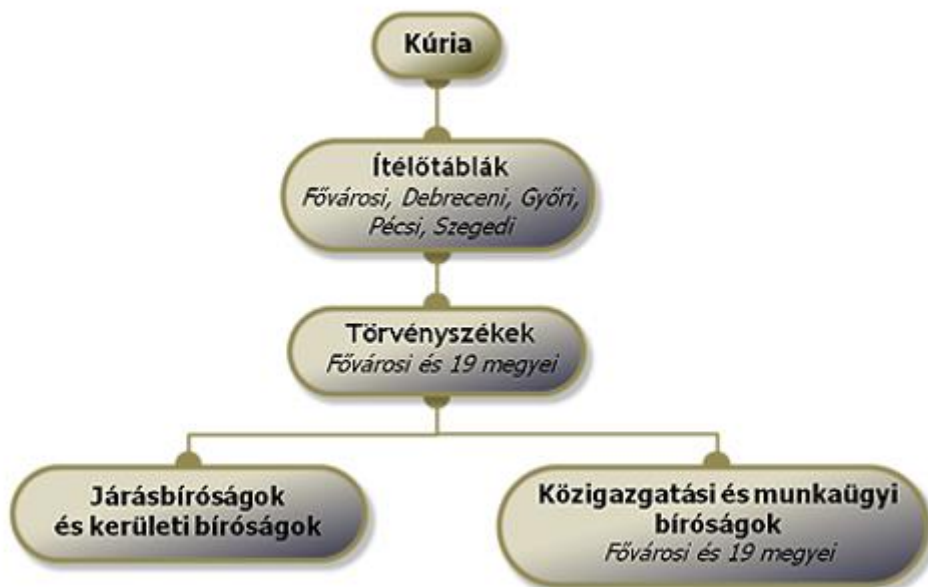 Kúria
Ítélőtáblák
Fővárosi, Debreceni, Győri,
Pécsi, Szegedi
Törvényszékek
Fővárosi és 19 megyei
Járásbíróságok
és kerületi bíróságok
Közigazgatási és munkaügyi
bíróságok
Fővárosi és 19 megyei